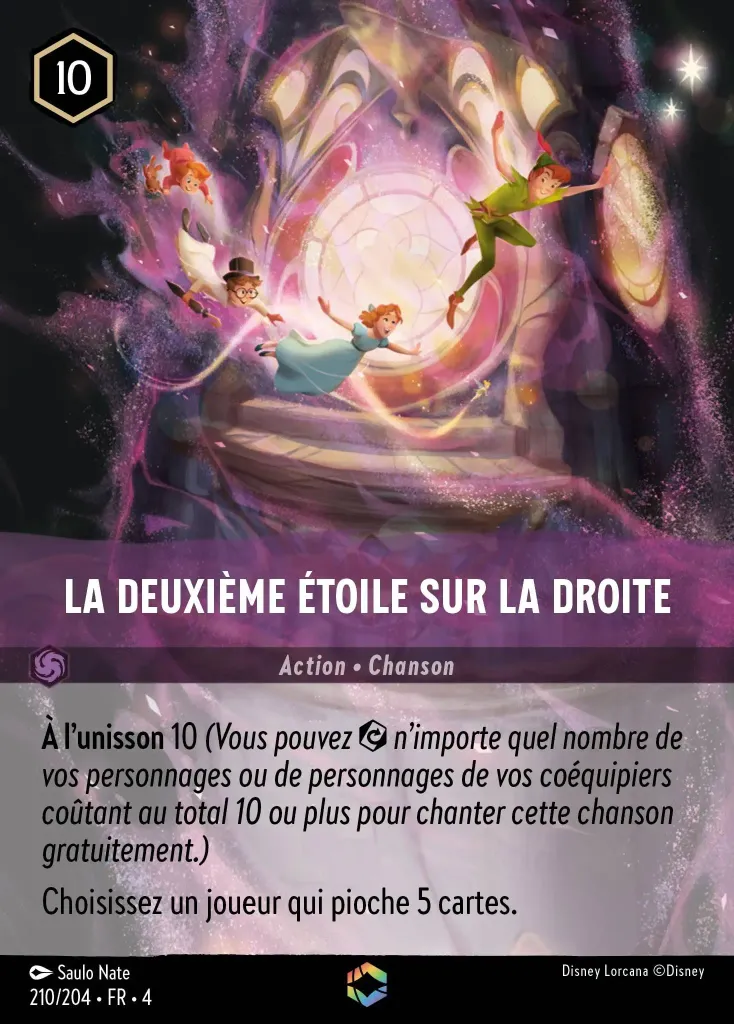 10
LA DEUXIÈME ÉTOILE SUR LA DROITE
Action • Chanson
À l’unisson 10 (Vous pouvez n’importe quel nombre de
vos personnages ou de personnages de vos coéquipiers
coûtant au total 10 ou plus pour chanter cette chanson
gratuitement.)
Choisissez un joueur qui pioche 5 cartes.
Saulo Nate
Disney Lorcana ©Disney
210/204 • FR • 4